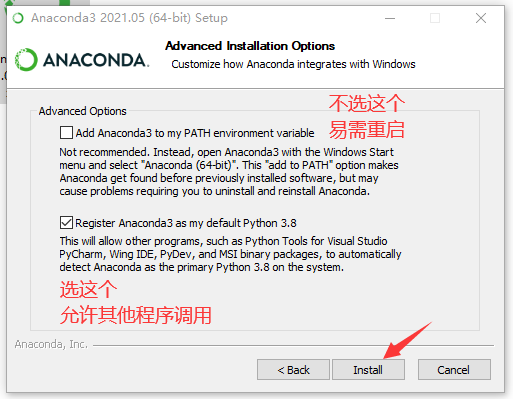 Anaconda3 2021.05 (64-bit) Setup
ANACONDA.
Advanced Installation Options
Customize how Anaconda integrates with Windows
Advanced Options
不选这个
易需重启
Add Anaconda3 to my PATH environment variable
Not recommended. Instead, open Anaconda3 with the Windows Start
menu and select "Anaconda (64-bit)". This "add to PATH" option makes
Anaconda get found before previously installed software, but may
cause problems requiring you to uninstall and reinstall Anaconda.
Register Anaconda3 as my default Python 3.8
This will allow other programs, such as Python Tools for Visual Studio
PyCharm, Wing IDE, PyDev, and MSI binary packages, to automatically
detect Anaconda as the primary Python 3.8 on the system.
选这个
允许其他程序调用
Anaconda, Inc.
< Back
Install
Cancel